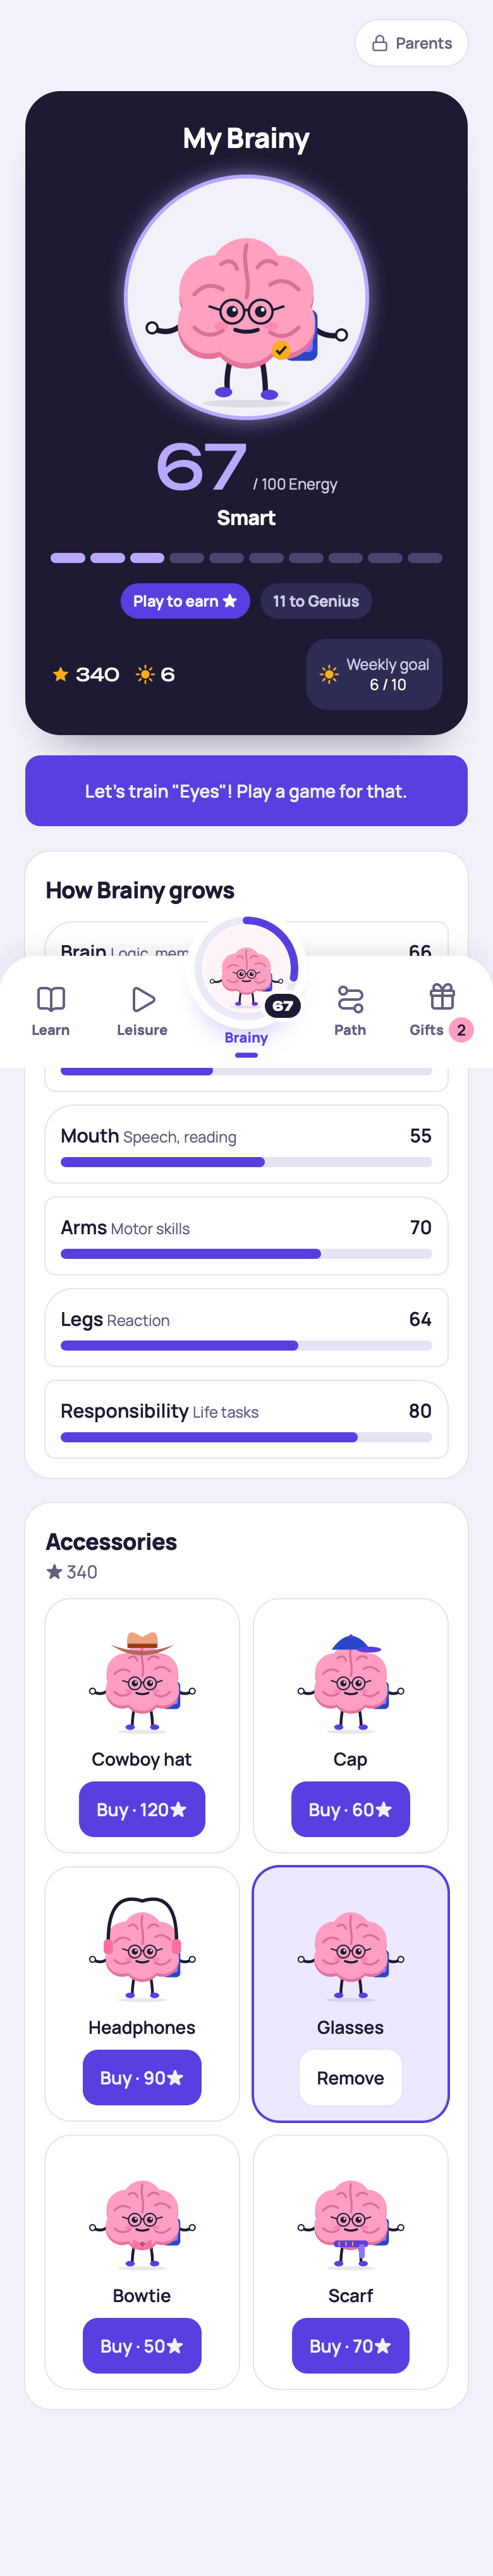 Parents
My Brainy
67 / 100 Energy
Smart
Play to earn ★ 11 to Genius
340 6 Weekly goal
6 / 10
Let's train "Eyes"! Play a game for that.
How Brainy grows
Brain Logic, mem 66
Learn Leisure 67 Brainy Path Gifts 2
Mouth Speech, reading 55
Arms Motor skills 70
Legs Reaction 64
Responsibility Life tasks 80
Accessories
★ 340
Cowboy hat Cap
Buy · 120★ Buy · 60★
Headphones Glasses
Buy · 90★ Remove
Bowtie Scarf
Buy · 50★ Buy · 70★